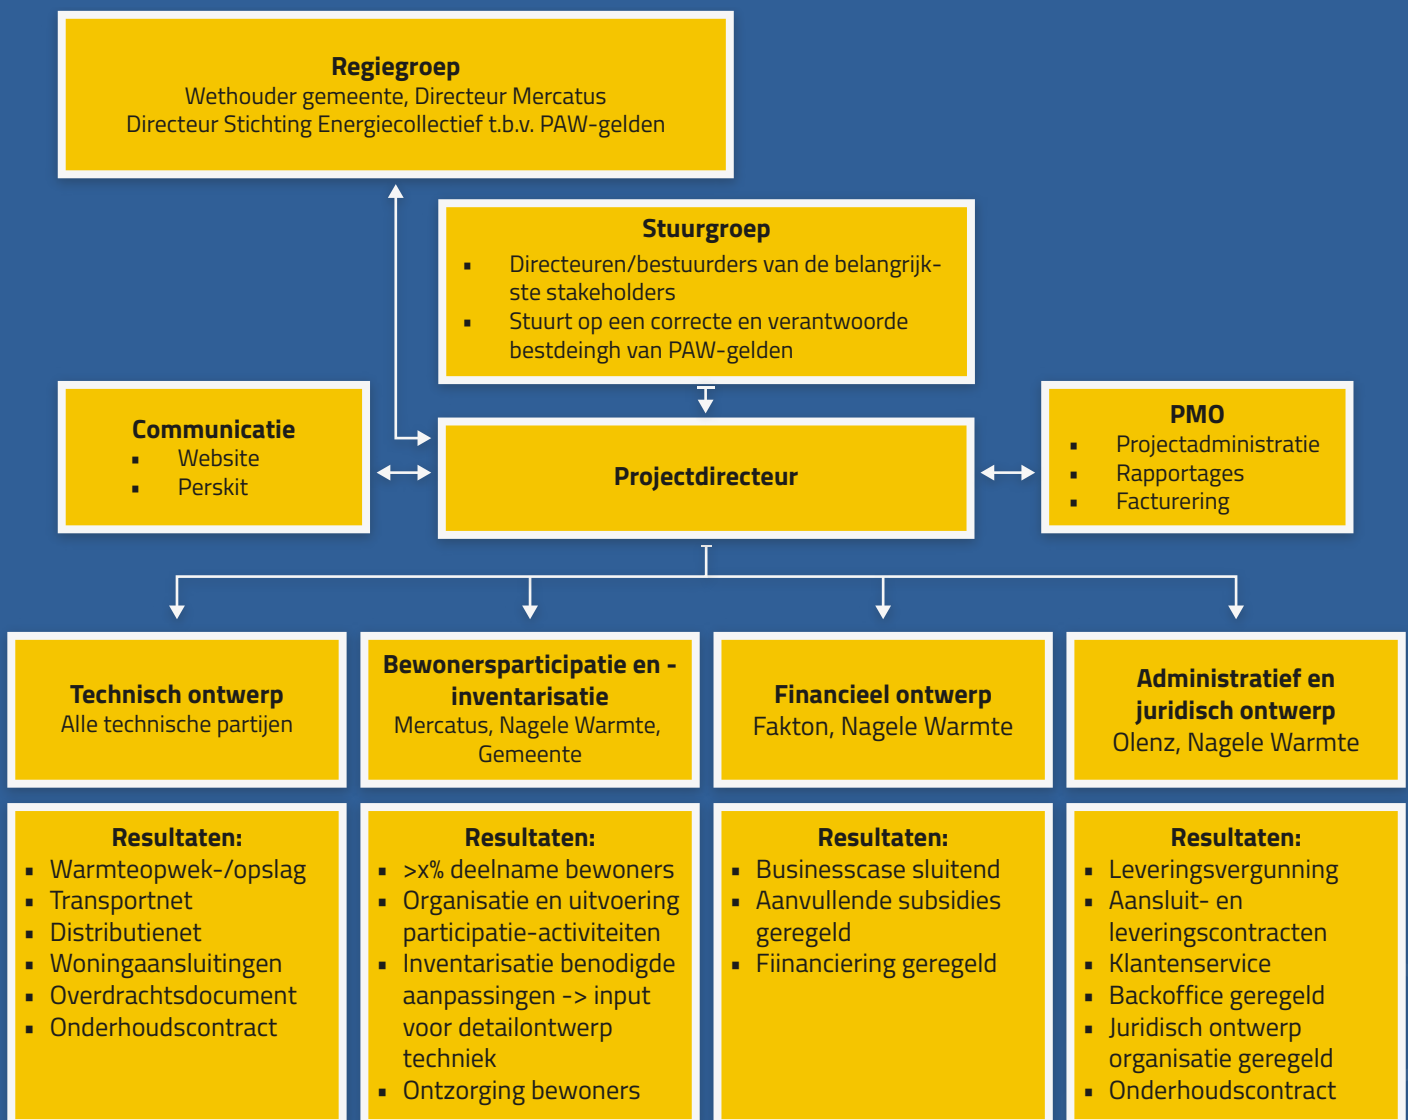 Regiegroep
Wethouder gemeente, Directeur Mercatus
Directeur Stichting Energiecollectief t.b.v. PAW-gelden
Stuurgroep
▪ Directeuren/bestuurders van de belangrijk-
ste stakeholders
▪ Stuurt op een correcte en verantwoorde
bestdeingh van PAW-gelden
Communicatie
▪ Website
▪ Perskit
Projectdirecteur
PMO
▪ Projectadministratie
▪ Rapportages
▪ Facturering
Technisch ontwerp
Alle technische partijen
Bewonersparticipatie en -
inventarisatie
Mercatus, Nagele Warmte,
Gemeente
Financieel ontwerp
Fakton, Nagele Warmte
Administratief en
juridisch ontwerp
Olenz, Nagele Warmte
Resultaten:
▪ Warmteopwek-/opslag
▪ Transportnet
▪ Distributienet
▪ Woningaansluitingen
▪ Overdrachtsdocument
▪ Onderhoudscontract
Resultaten:
▪ >x% deelname bewoners
▪ Organisatie en uitvoering
participatie-activiteiten
▪ Inventarisatie benodigde
aanpassingen -> input
voor detailontwerp
techniek
▪ Ontzorging bewoners
Resultaten:
▪ Businesscase sluitend
▪ Aanvullende subsidies
geregeld
▪ Fiinanciering geregeld
Resultaten:
▪ Leveringsvergunning
▪ Aansluit- en
leveringscontracten
▪ Klantenservice
▪ Backoffice geregeld
▪ Juridisch ontwerp
organisatie geregeld
▪ Onderhoudscontract